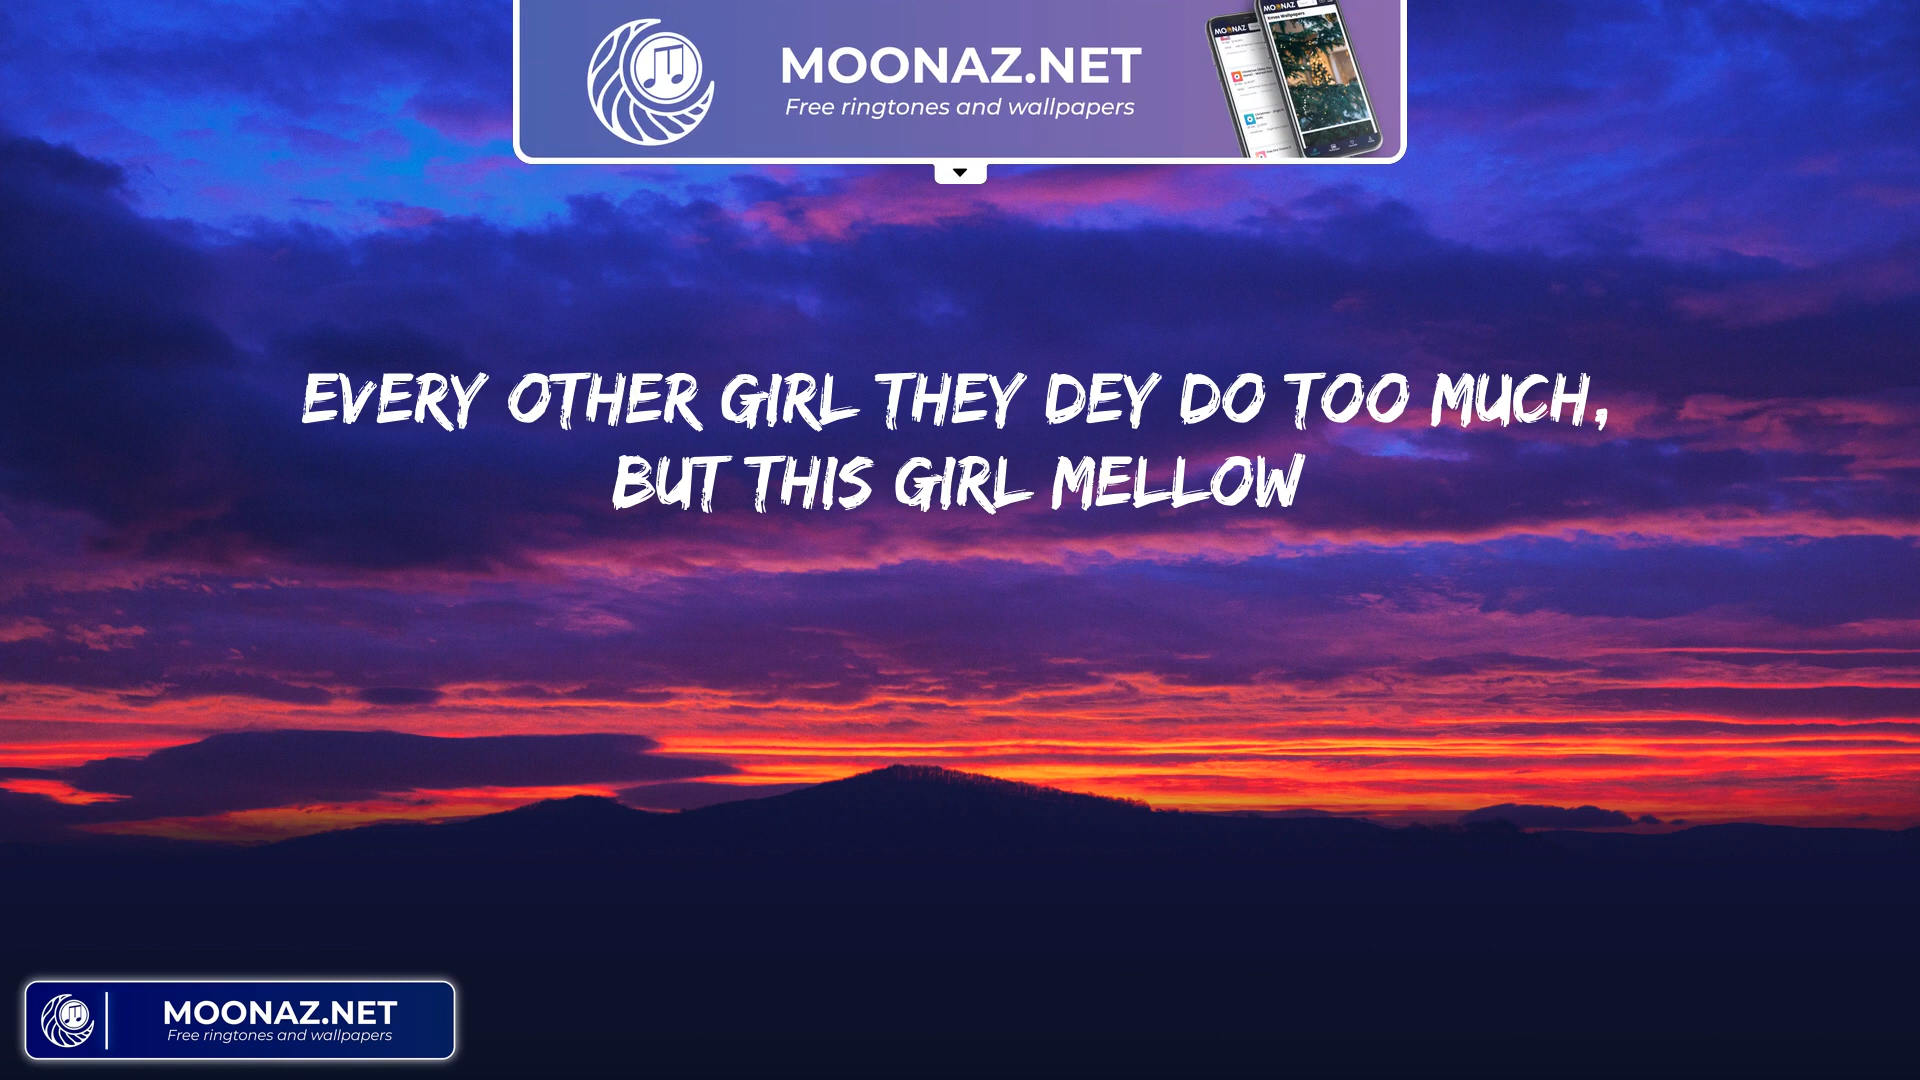 MOONAZ.NET
Free ringtones and wallpapers
EVERY OTHER GIRL THEY DEY DO TOO MUCH,
BUT THIS GIRL MELLOW
MOONAZ.NET
Free ringtones and wallpapers